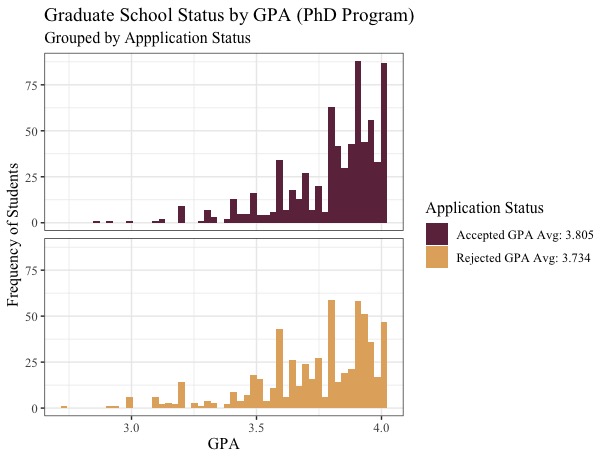 Graduate School Status by GPA (PhD Program)
Grouped by Appplication Status
75
50
25
0
75
50
25
0
3.0 3.5 4.0
GPA
Frequency of Students
Application Status
Accepted GPA Avg: 3.805
Rejected GPA Avg: 3.734